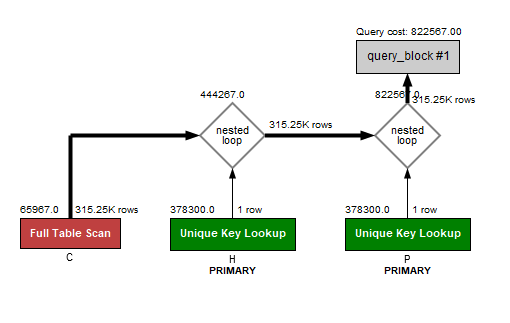 Query cost: 822567.00
query_block #1
444267.0
822567.0
315.25K rows
nested
loop
315.25K rows
nested
loop
65967.0
315.25K rows
378300.0
1 row
378300.0
1 row
Full Table Scan
Unique Key Lookup
Unique Key Lookup
C
H
P
PRIMARY
PRIMARY